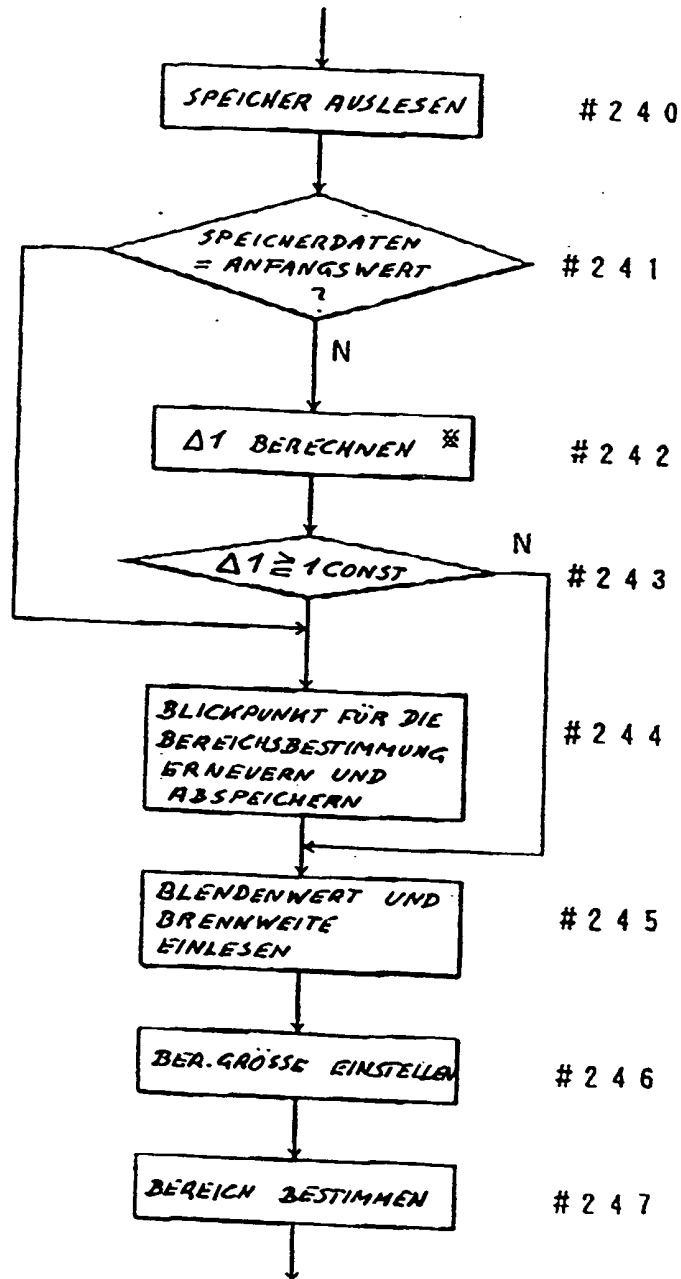 SPEICHER AUSLESEN
#240
SPEICHERDATEN
= ANFANGSWERT
?
#241
N
Δ1 BERECHNEN ※
#242
Δ1 ≧ 1CONST
N
#243
BLICKPUNKT FÜR DIE
BEREICHSBESTIMMUNG
ERNEUERN UND
ABSPEICHERN
#244
BLENDENWERT UND
BRENNWEITE
EINLESEN
#245
BER.GRÖSSE EINSTELLEN
#246
BEREICH BESTIMMEN
#247